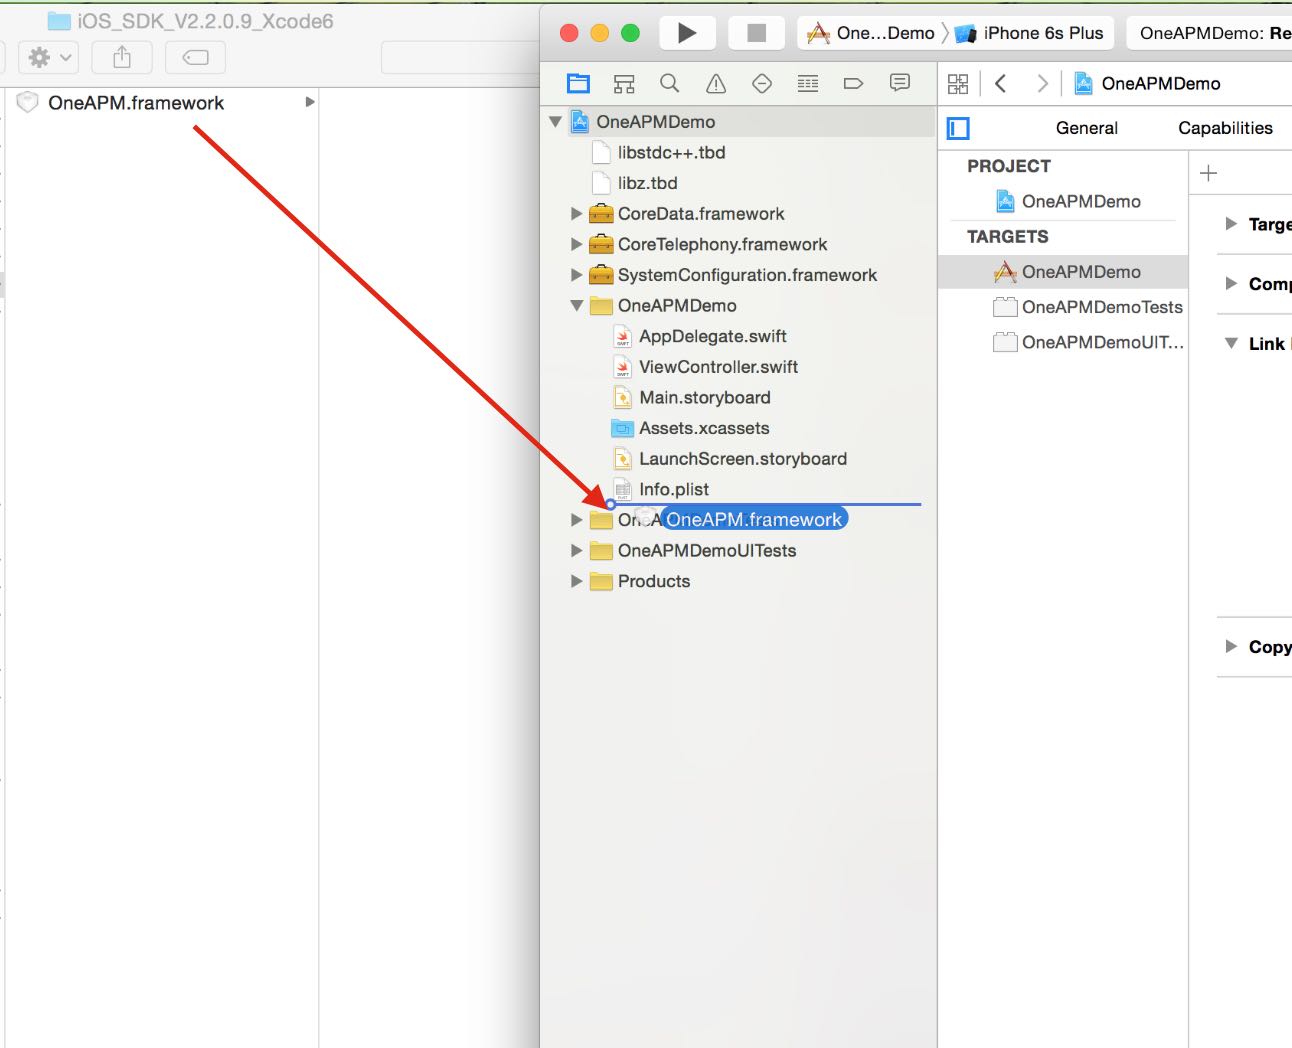 iOS_SDK_V2.2.0.9_Xcode6
OneAPM.framework
One...Demo
iPhone 6s Plus
OneAPMDemo: Re
OneAPMDemo
General
Capabilities
OneAPMDemo
libstdc++.tbd
libz.tbd
CoreData.framework
CoreTelephony.framework
SystemConfiguration.framework
OneAPMDemo
AppDelegate.swift
ViewController.swift
Main.storyboard
Assets.xcassets
LaunchScreen.storyboard
Info.plist
OneAPM.framework
OneAPMDemoUITests
Products
PROJECT
OneAPMDemo
TARGETS
OneAPMDemo
OneAPMDemoTests
OneAPMDemoUIT...
Targe
Comp
Link
Copy